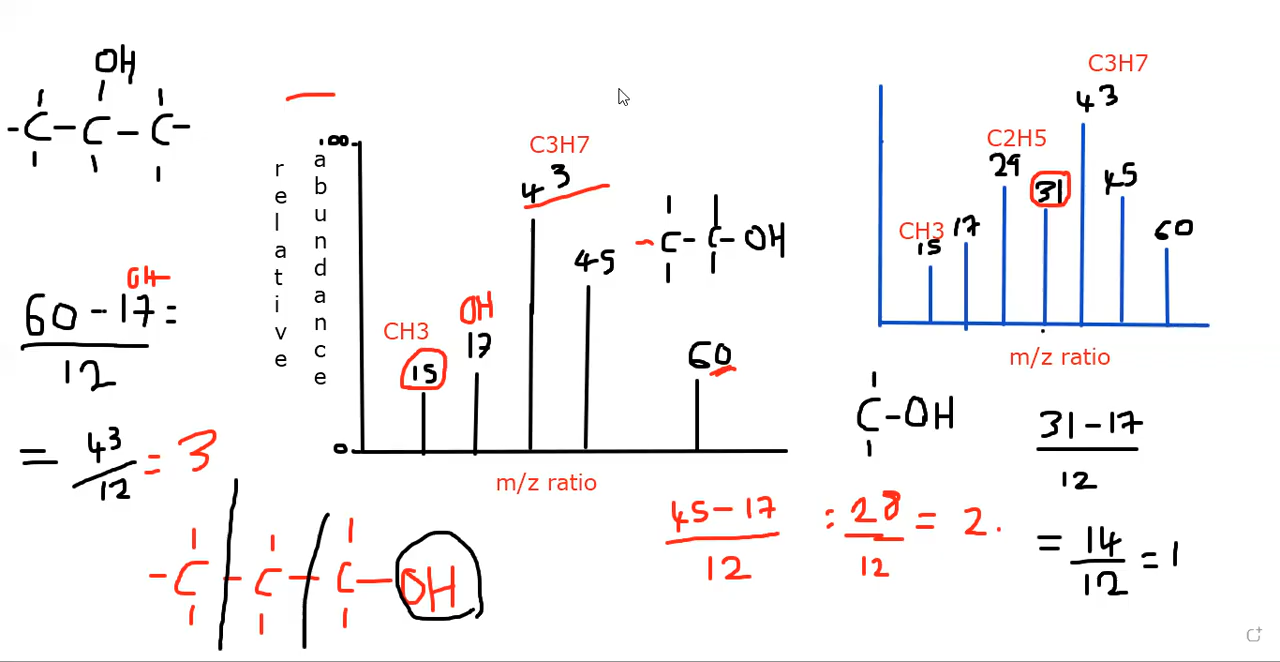 OH
-C-C-C-
60-17=
OH
12
= 43/12 = 3
-C-C-C-OH
relative
abundance
100
0
CH3
15
OH
17
C3H7
43
45
60
m/z ratio
-C-C-OH
45-17
12
: 28/12 = 2.
C3H7
43
C2H5
29
31
45
CH3
15
17
60
m/z ratio
C-OH
31-17
12
= 14/12 = 1